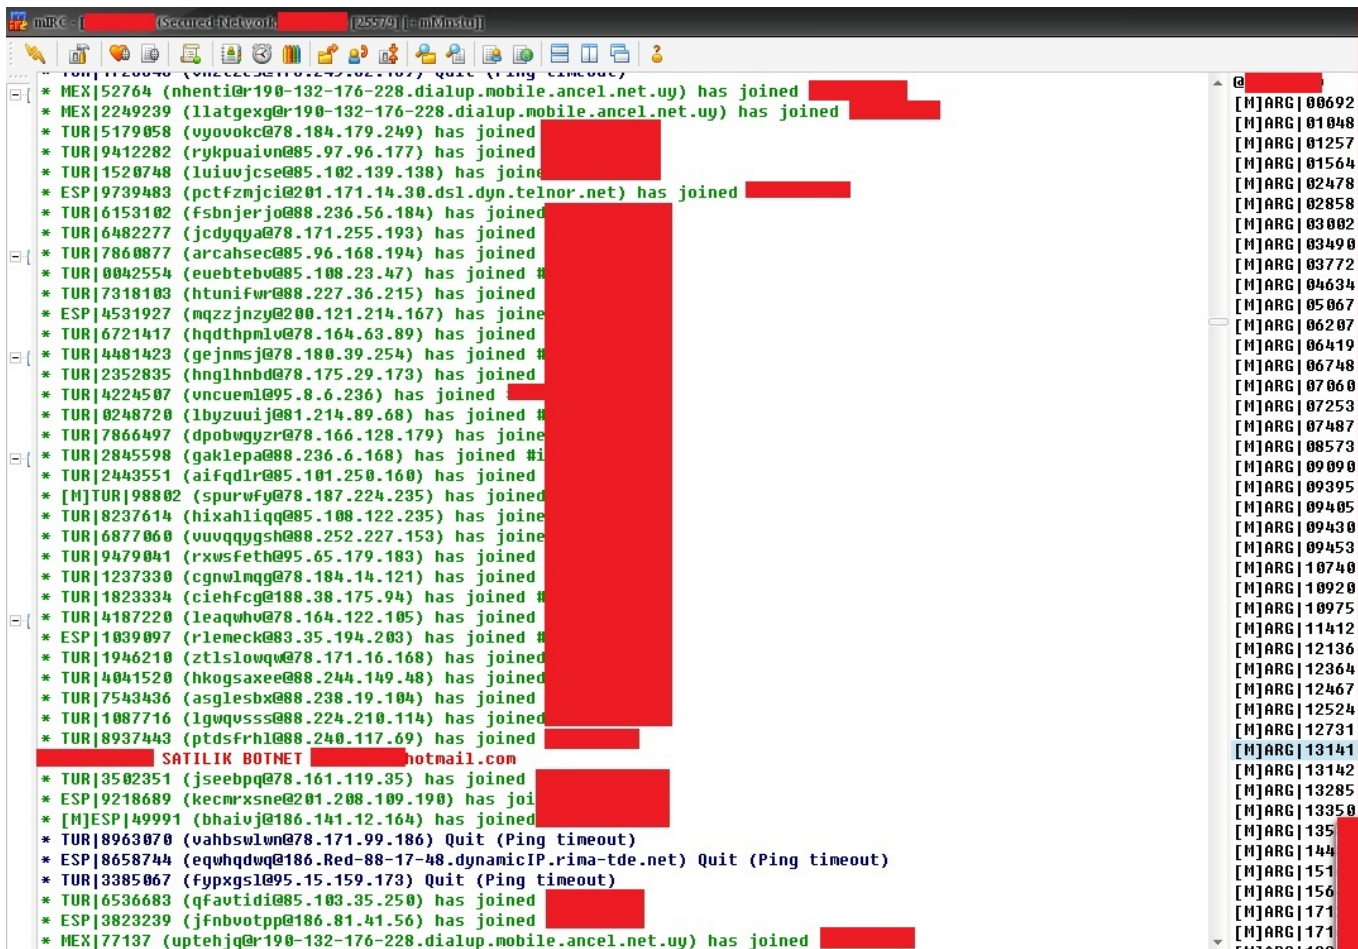 mIRC - [ (Secured-Network [25579] [+mMnstu]]
Quit (Ping timeout)
* MEX|52764 (nhenti@r190-132-176-228.dialup.mobile.ancel.net.uy) has joined
* MEX|2249239 (llatgexg@r190-132-176-228.dialup.mobile.ancel.net.uy) has joined
* TUR|5179058 (vyovokc@78.184.179.249) has joined
* TUR|9412282 (rykpuaivn@85.97.96.177) has joined
* TUR|1520748 (luiuvjcse@85.102.139.138) has joine
* ESP|9739483 (pctfzmjci@201.171.14.30.dsl.dyn.telnor.net) has joined
* TUR|6153102 (fsbnjerjo@88.236.56.184) has joined
* TUR|6482277 (jcdyqya@78.171.255.193) has joined
* TUR|7860877 (arcahsec@85.96.168.194) has joined
* TUR|0042554 (euebtebv@85.108.23.47) has joined #
* TUR|7318103 (htunifwr@88.227.36.215) has joined
* ESP|4531927 (mqzzjnzy@200.121.214.167) has joine
* TUR|6721417 (hqdthpmlv@78.164.63.89) has joined
* TUR|4481423 (gejnmsj@78.180.39.254) has joined #
* TUR|2352835 (hnglhnbd@78.175.29.173) has joined
* TUR|4224507 (vncueml@95.8.6.236) has joined
* TUR|0248720 (lbyzuuij@81.214.89.68) has joined #
* TUR|7866497 (dpobwgyzr@78.166.128.179) has joine
* TUR|2845598 (gaklepa@88.236.6.168) has joined #i
* TUR|2443551 (aifqdlr@85.101.250.160) has joined
* [M]TUR|98802 (spurwfy@78.187.224.235) has joined
* TUR|8237614 (hixahliqq@85.108.122.235) has joine
* TUR|6877060 (vuvqqygsh@88.252.227.153) has joine
* TUR|9479041 (rxwsfeth@95.65.179.183) has joined
* TUR|1237330 (cgnwlmqg@78.184.14.121) has joined
* TUR|1823334 (ciehfcg@188.38.175.94) has joined #
* TUR|4187220 (leaqwhv@78.164.122.105) has joined
* ESP|1039097 (rlemeck@83.35.194.203) has joined #
* TUR|1946210 (ztlslowqw@78.171.16.168) has joined
* TUR|4041520 (hkogsaxee@88.244.149.48) has joined
* TUR|7543436 (asglesbx@88.238.19.104) has joined
* TUR|1087716 (lgwqvsss@88.224.210.114) has joined
* TUR|8937443 (ptdsfrhl@88.240.117.69) has joined
SATILIK BOTNET hotmail.com
* TUR|3502351 (jseebpq@78.161.119.35) has joined
* ESP|9218689 (kecmrxsne@201.208.109.190) has joi
* [M]ESP|49991 (bhaivj@186.141.12.164) has joined
* TUR|8963070 (vahbswlwn@78.171.99.186) Quit (Ping timeout)
* ESP|8658744 (eqwhqdwq@186.Red-88-17-48.dynamicIP.rima-tde.net) Quit (Ping timeout)
* TUR|3385067 (fypxgsl@95.15.159.173) Quit (Ping timeout)
* TUR|6536683 (qfavtidi@85.103.35.250) has joined
* ESP|3823239 (jfnbvotpp@186.81.41.56) has joined
* MEX|77137 (uptehjq@r190-132-176-228.dialup.mobile.ancel.net.uy) has joined
@
[M]ARG|00692
[M]ARG|01048
[M]ARG|01257
[M]ARG|01564
[M]ARG|02478
[M]ARG|02858
[M]ARG|03002
[M]ARG|03490
[M]ARG|03772
[M]ARG|04634
[M]ARG|05067
[M]ARG|06207
[M]ARG|06419
[M]ARG|06748
[M]ARG|07060
[M]ARG|07253
[M]ARG|07487
[M]ARG|08573
[M]ARG|09090
[M]ARG|09395
[M]ARG|09405
[M]ARG|09430
[M]ARG|09453
[M]ARG|10740
[M]ARG|10920
[M]ARG|10975
[M]ARG|11412
[M]ARG|12136
[M]ARG|12364
[M]ARG|12467
[M]ARG|12524
[M]ARG|12731
[M]ARG|13141
[M]ARG|13142
[M]ARG|13285
[M]ARG|13350
[M]ARG|135
[M]ARG|144
[M]ARG|151
[M]ARG|156
[M]ARG|171
[M]ARG|171